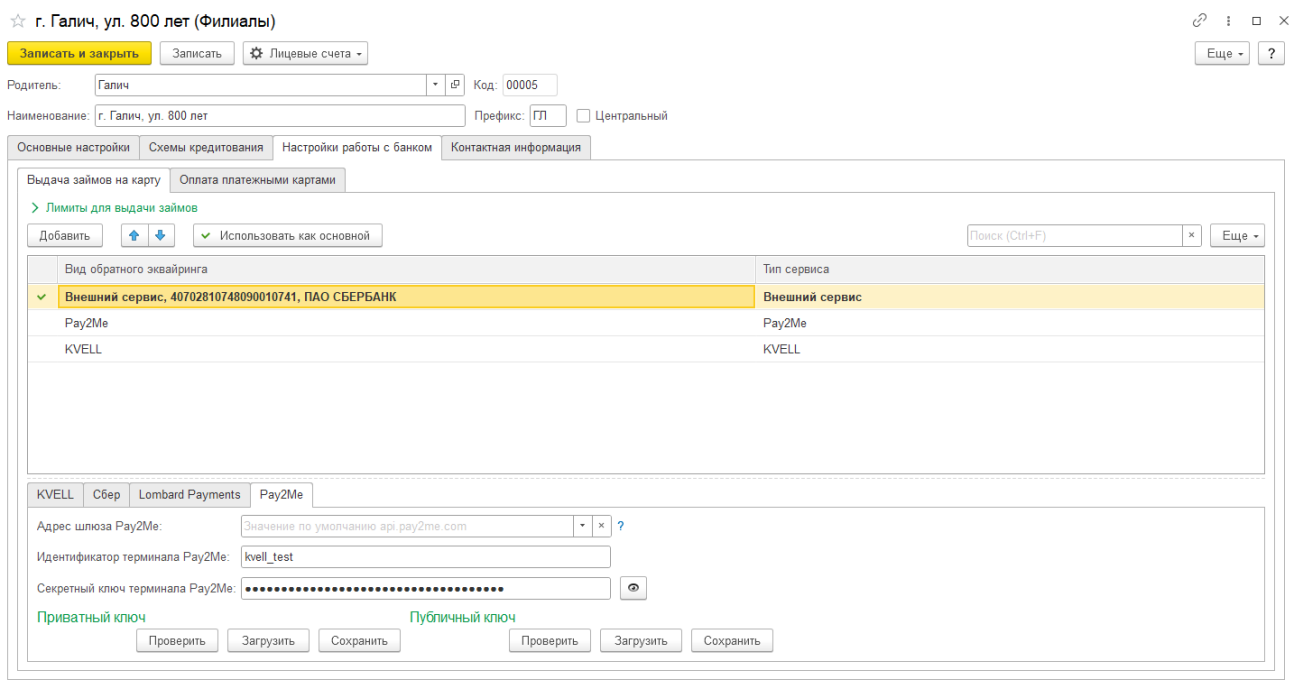 г. Галич, ул. 800 лет (Филиалы)
Записать и закрыть Записать Лицевые счета Еще ?
Родитель: Галич Код: 00005
Наименование: г. Галич, ул. 800 лет Префикс: ГЛ Центральный
Основные настройки Схемы кредитования Настройки работы с банком Контактная информация
Выдача займов на карту Оплата платежными картами
Лимиты для выдачи займов
Добавить Использовать как основной Поиск (Ctrl+F) × Еще
Вид обратного эквайринга Тип сервиса
Внешний сервис, 40702810748090010741, ПАО СБЕРБАНК Внешний сервис
Pay2Me Pay2Me
KVELL KVELL
KVELL Сбер Lombard Payments Pay2Me
Адрес шлюза Pay2Me: Значение по умолчанию api.pay2me.com × ?
Идентификатор терминала Pay2Me: kvell_test
Секретный ключ терминала Pay2Me:
Приватный ключ Публичный ключ
Проверить Загрузить Сохранить Проверить Загрузить Сохранить